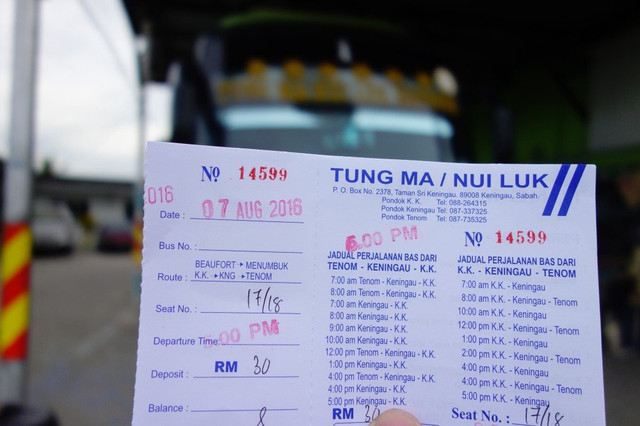 No 14599
016
Date : 07 AUG 2016
Bus No. :
BEAUFORT MENUMBUK
Route : K.K. KNG TENOM
Seat No. : 17/18
Departure Time: 00 PM
Deposit : RM 30
Balance : 8
TUNG MA / NUI LUK
P. O. Box No. 2378, Taman Sri Keningau. 89008 Keningau, Sabah.
Pondok K. K. Tel: 088-264315
Pondok Keningau Tel: 087-337325
Pondok Tenom Tel: 087-735225
6.00 PM
No 14599
JADUAL PERJALANAN BAS DARI
TENOM - KENINGAU - K.K.
7:00 am Tenom - Keningau - K.K.
8:00 am Tenom - Keningau - K.K.
7:00 am Keningau - K.K.
8:00 am Keningau - K.K.
9:00 am Keningau - K.K.
10:00 am Keningau - K.K.
12:00 pm Tenom - Keningau - K.K.
1:00 pm Keningau - K.K.
4:00 pm Tenom - Keningau - K.K.
4:00 pm Keningau - K.K.
5:00 pm Keningau - K.K.
RM 30
JADUAL PERJALANAN BAS DARI
K.K. - KENINGAU - TENOM
7:00 am K.K. - Keningau
8:00 am K.K. - Keningau - Tenom
10:00 am K.K. - Keningau
12:00 pm K.K. - Keningau - Tenom
1:00 pm K.K. - Keningau
2:00 pm K.K. - Keningau - Tenom
4:00 pm K.K. - Keningau
4:00 pm K.K. - Keningau - Tenom
5:00 pm K.K. - Keningau
Seat No. : 17/18